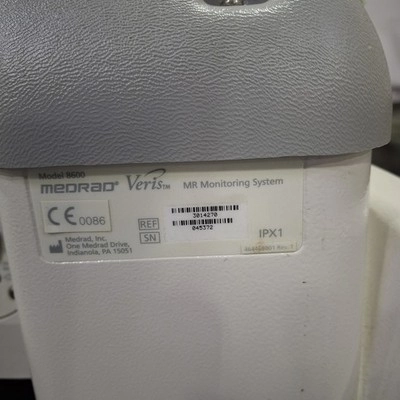 Model 8600
MEDRAD® Veris™ MR Monitoring System
CE 0086
REF 3014270
SN 045372
Medrad, Inc.
One Medrad Drive,
Indianola, PA 15051
IPX1